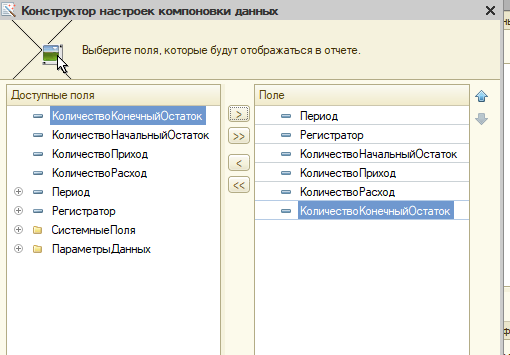 Конструктор настроек компоновки данных
Выберите поля, которые будут отображаться в отчете.
Доступные поля
КоличествоКонечныйОстаток
КоличествоНачальныйОстаток
КоличествоПриход
КоличествоРасход
Период
Регистратор
СистемныеПоля
ПараметрыДанных
>
>>
<
<<
Поле
Период
Регистратор
КоличествоНачальныйОстаток
КоличествоПриход
КоличествоРасход
КоличествоКонечныйОстаток